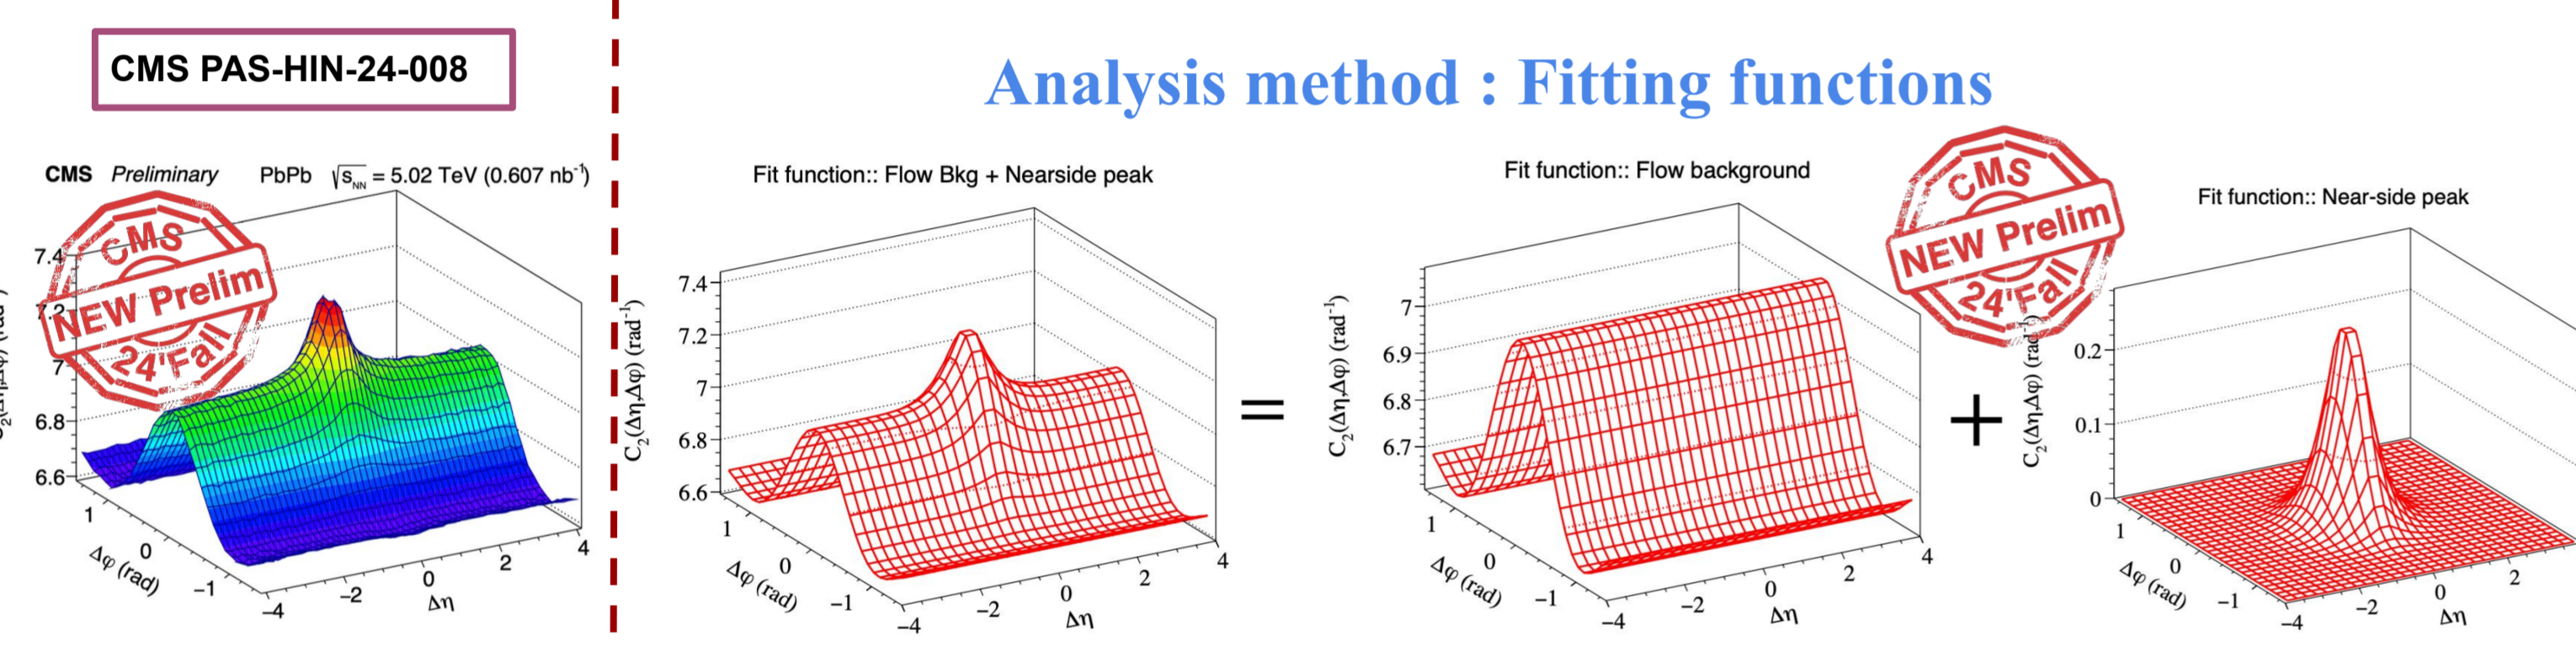 CMS PAS-HIN-24-008
Analysis method : Fitting functions
CMS Preliminary PbPb √sNN = 5.02 TeV (0.607 nb-1)
CMS
NEW Prelim
24'Fall
7.4
7.2
7
6.8
6.6
1
0
−1
Δφ (rad)
−4
−2
0
2
4
Δη
Fit function:: Flow Bkg + Nearside peak
C2(Δη,Δφ) (rad-1)
7.4
7.2
7
6.8
6.6
1
0
−1
Δφ (rad)
−4
−2
0
2
4
Δη
=
Fit function:: Flow background
C2(Δη,Δφ) (rad-1)
7
6.9
6.8
6.7
1
0
−1
Δφ (rad)
−4
−2
0
2
4
Δη
CMS
NEW Prelim
24'Fall
+
Fit function:: Near-side peak
C2(Δη,Δφ) (rad-1)
0.2
0.1
0
1
0
−1
Δφ (rad)
−4
−2
0
2
Δη